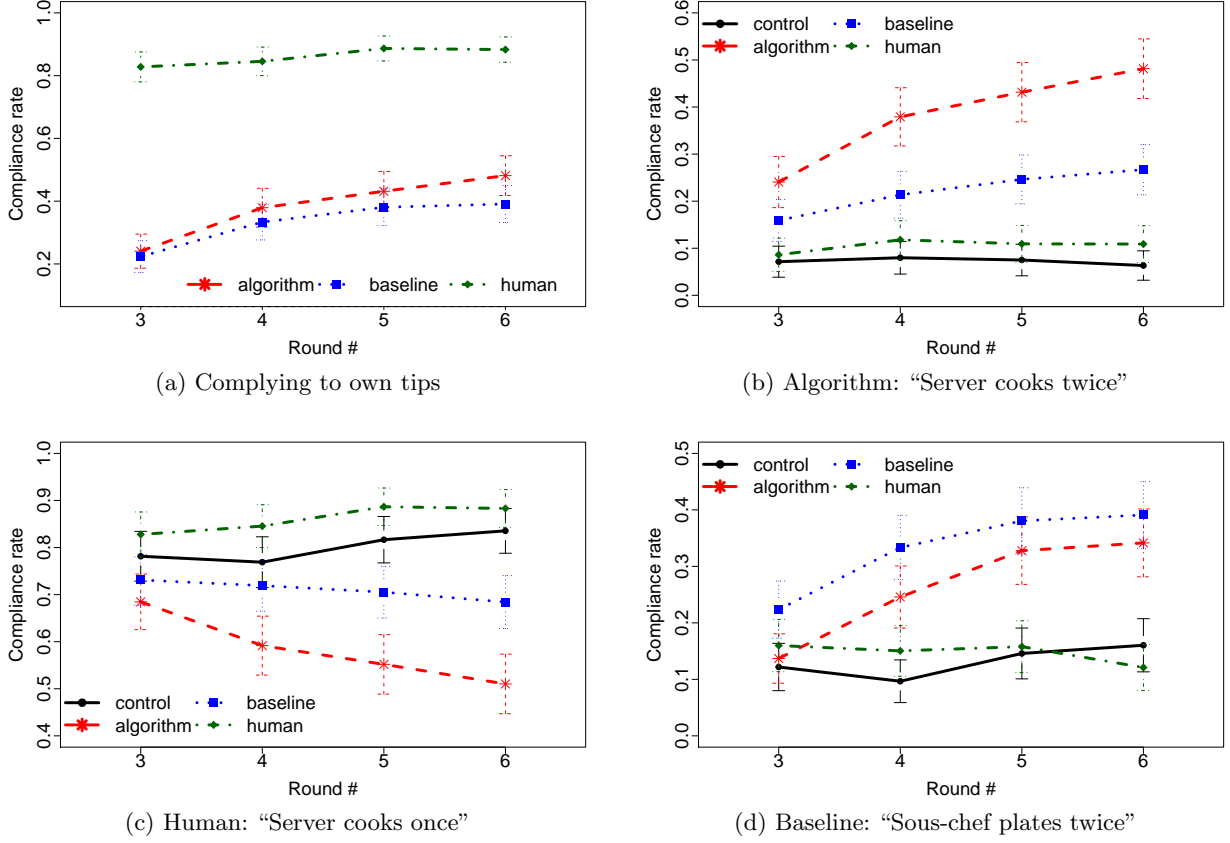 Compliance rate
1.0
0.8
0.6
0.4
0.2
algorithm baseline human
3 4 5 6
Round #
(a) Complying to own tips
Compliance rate
0.6
0.5
0.4
0.3
0.2
0.1
0.0
control baseline
algorithm human
3 4 5 6
Round #
(b) Algorithm: “Server cooks twice”
Compliance rate
1.0
0.9
0.8
0.7
0.6
0.5
0.4
control baseline
algorithm human
3 4 5 6
Round #
(c) Human: “Server cooks once”
Compliance rate
0.5
0.4
0.3
0.2
0.1
0.0
control baseline
algorithm human
3 4 5 6
Round #
(d) Baseline: “Sous-chef plates twice”